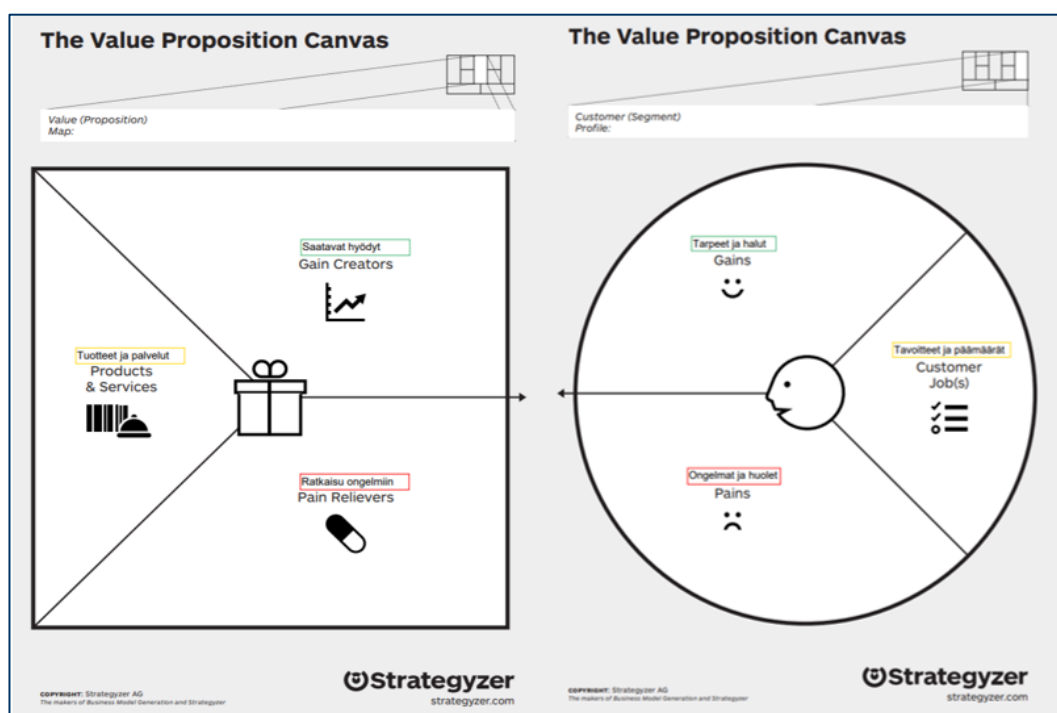 The Value Proposition Canvas
Value (Proposition)
Map:
Saatavat hyödyt
Gain Creators
Tuotteet ja palvelut
Products
& Services
Ratkaisu ongelmiin
Pain Relievers
COPYRIGHT: Strategyzer AG
The makers of Business Model Generation and Strategyzer
Strategyzer
strategyzer.com
The Value Proposition Canvas
Customer (Segment)
Profile:
Tarpeet ja halut
Gains
Tavoitteet ja päämäärät
Customer
Job(s)
Ongelmat ja huolet
Pains
COPYRIGHT: Strategyzer AG
The makers of Business Model Generation and Strategyzer
Strategyzer
strategyzer.com